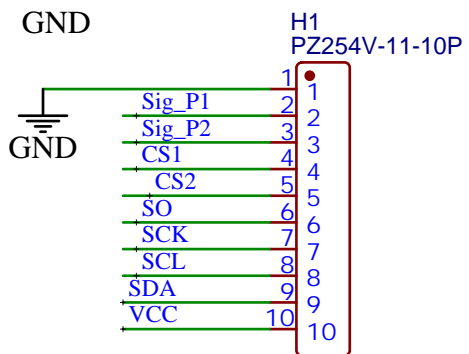 GND
H1
PZ254V-11-10P
1 1
Sig_P1 2 2
Sig_P2 3 3
GND
CS1 4 4
CS2 5 5
SO 6 6
SCK 7 7
SCL 8 8
SDA 9 9
VCC 10 10